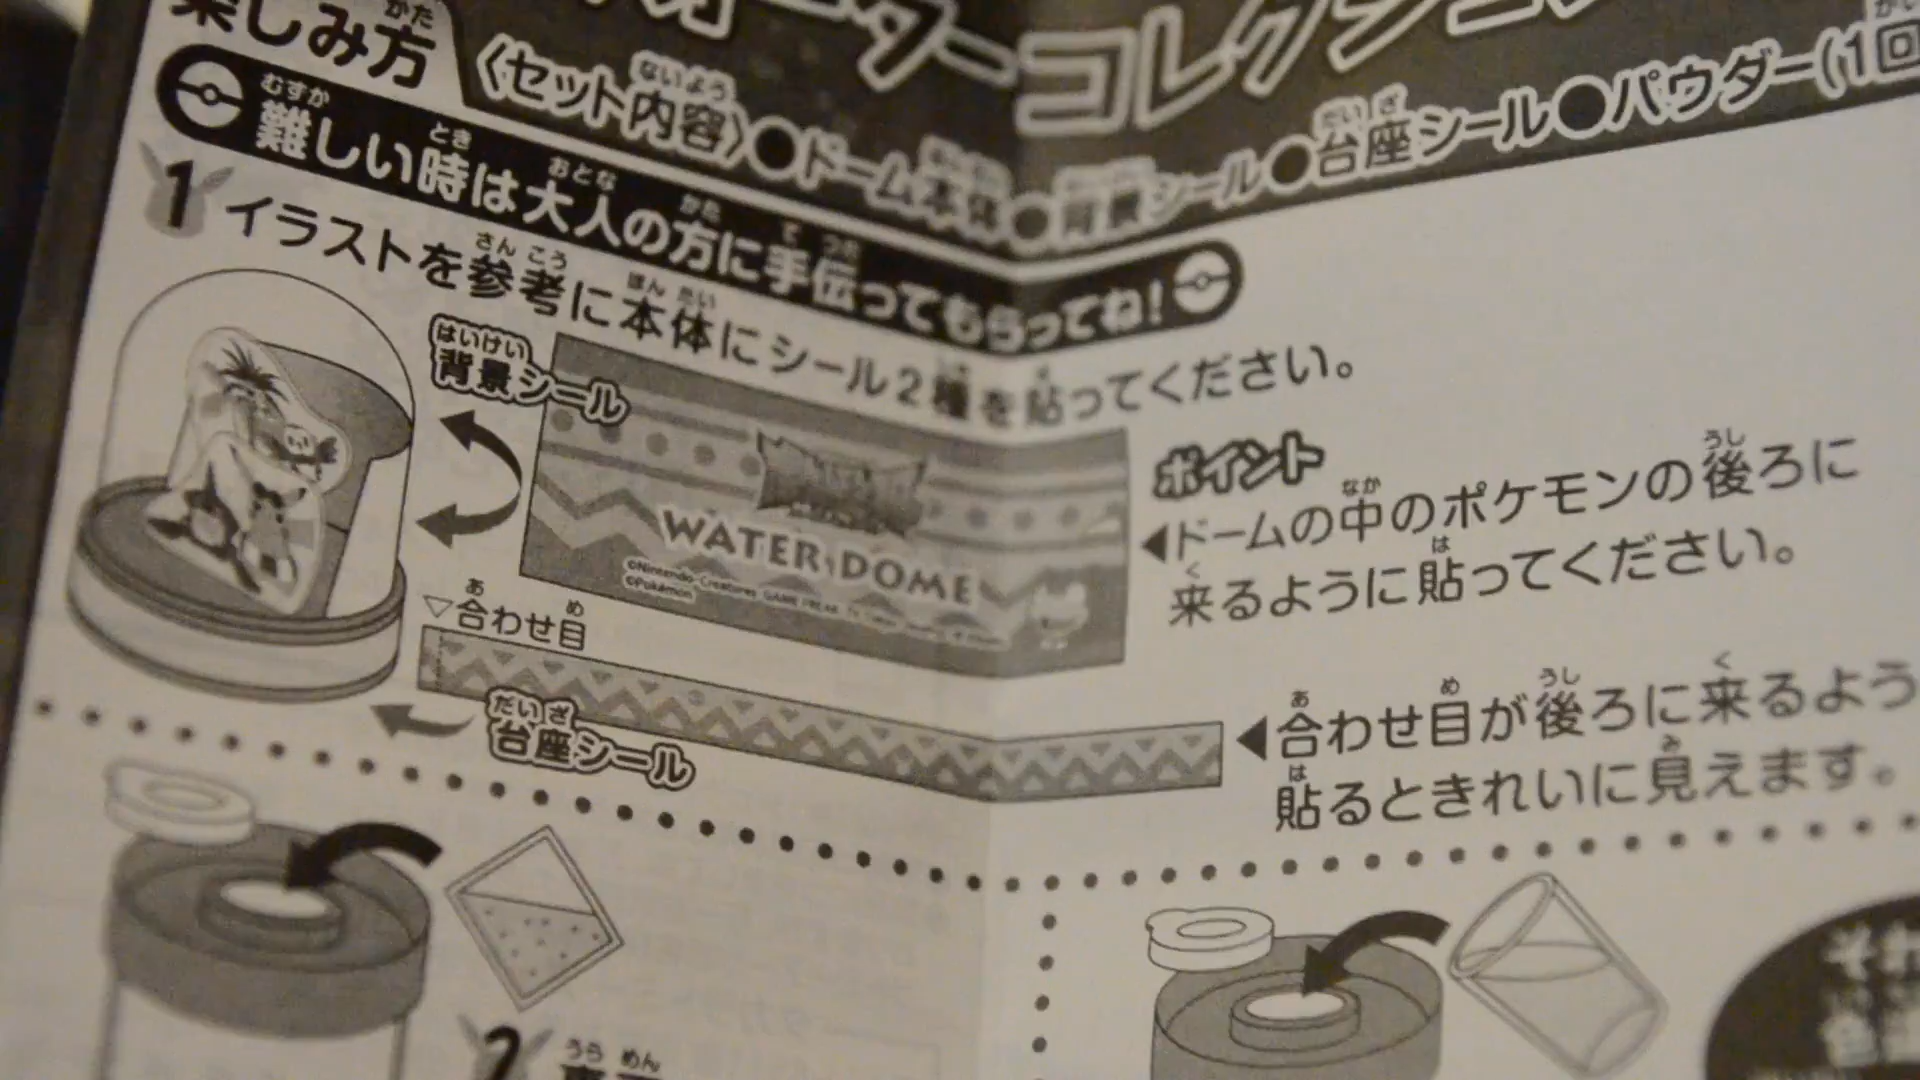 ーターコレクション
楽しみ方
〈セット内容〉●ドーム本体●背景シール●台座シール●パウダー(1回
難しい時は大人の方に手伝ってもらってね!
1 イラストを参考に本体にシール2種を貼ってください。
背景シール
WATER DOME
©Nintendo・Creatures・GAME FREAK
©Pokémon
ポイント
◀ドームの中のポケモンの後ろに
来るように貼ってください。
▽合わせ目
台座シール
◀合わせ目が後ろに来るよう
貼るときれいに見えます。
2